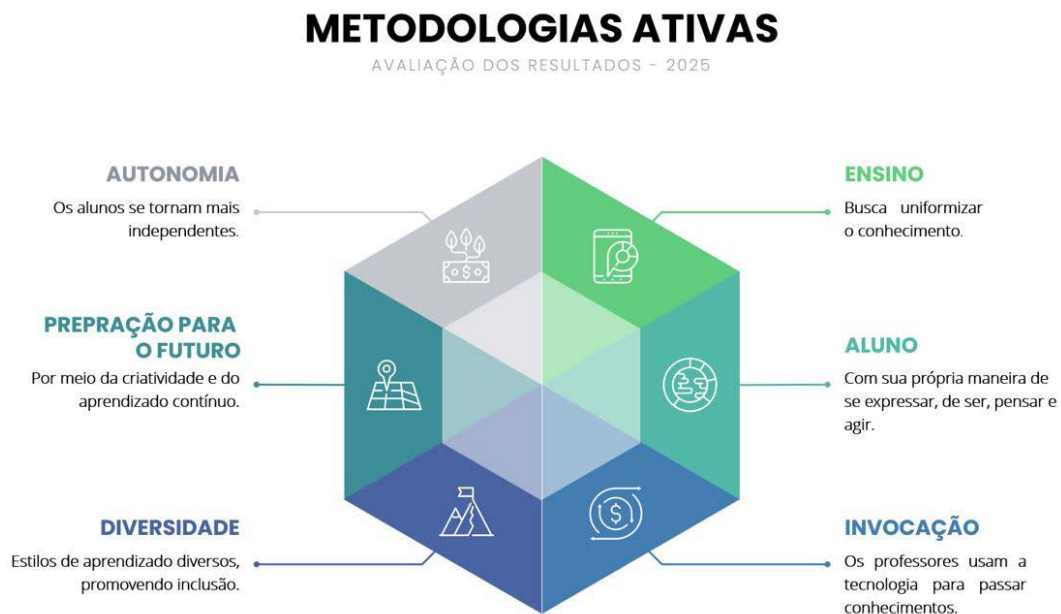 METODOLOGIAS ATIVAS
AVALIAÇÃO DOS RESULTADOS - 2025
AUTONOMIA
Os alunos se tornam mais
independentes.
PREPRAÇÃO PARA
O FUTURO
Por meio da criatividade e do
aprendizado contínuo.
DIVERSIDADE
Estilos de aprendizado diversos,
promovendo inclusão.
ENSINO
Busca uniformizar
o conhecimento.
ALUNO
Com sua própria maneira de
se expressar, de ser, pensar e
agir.
INVOCAÇÃO
Os professores usam a
tecnologia para passar
conhecimentos.
$
$